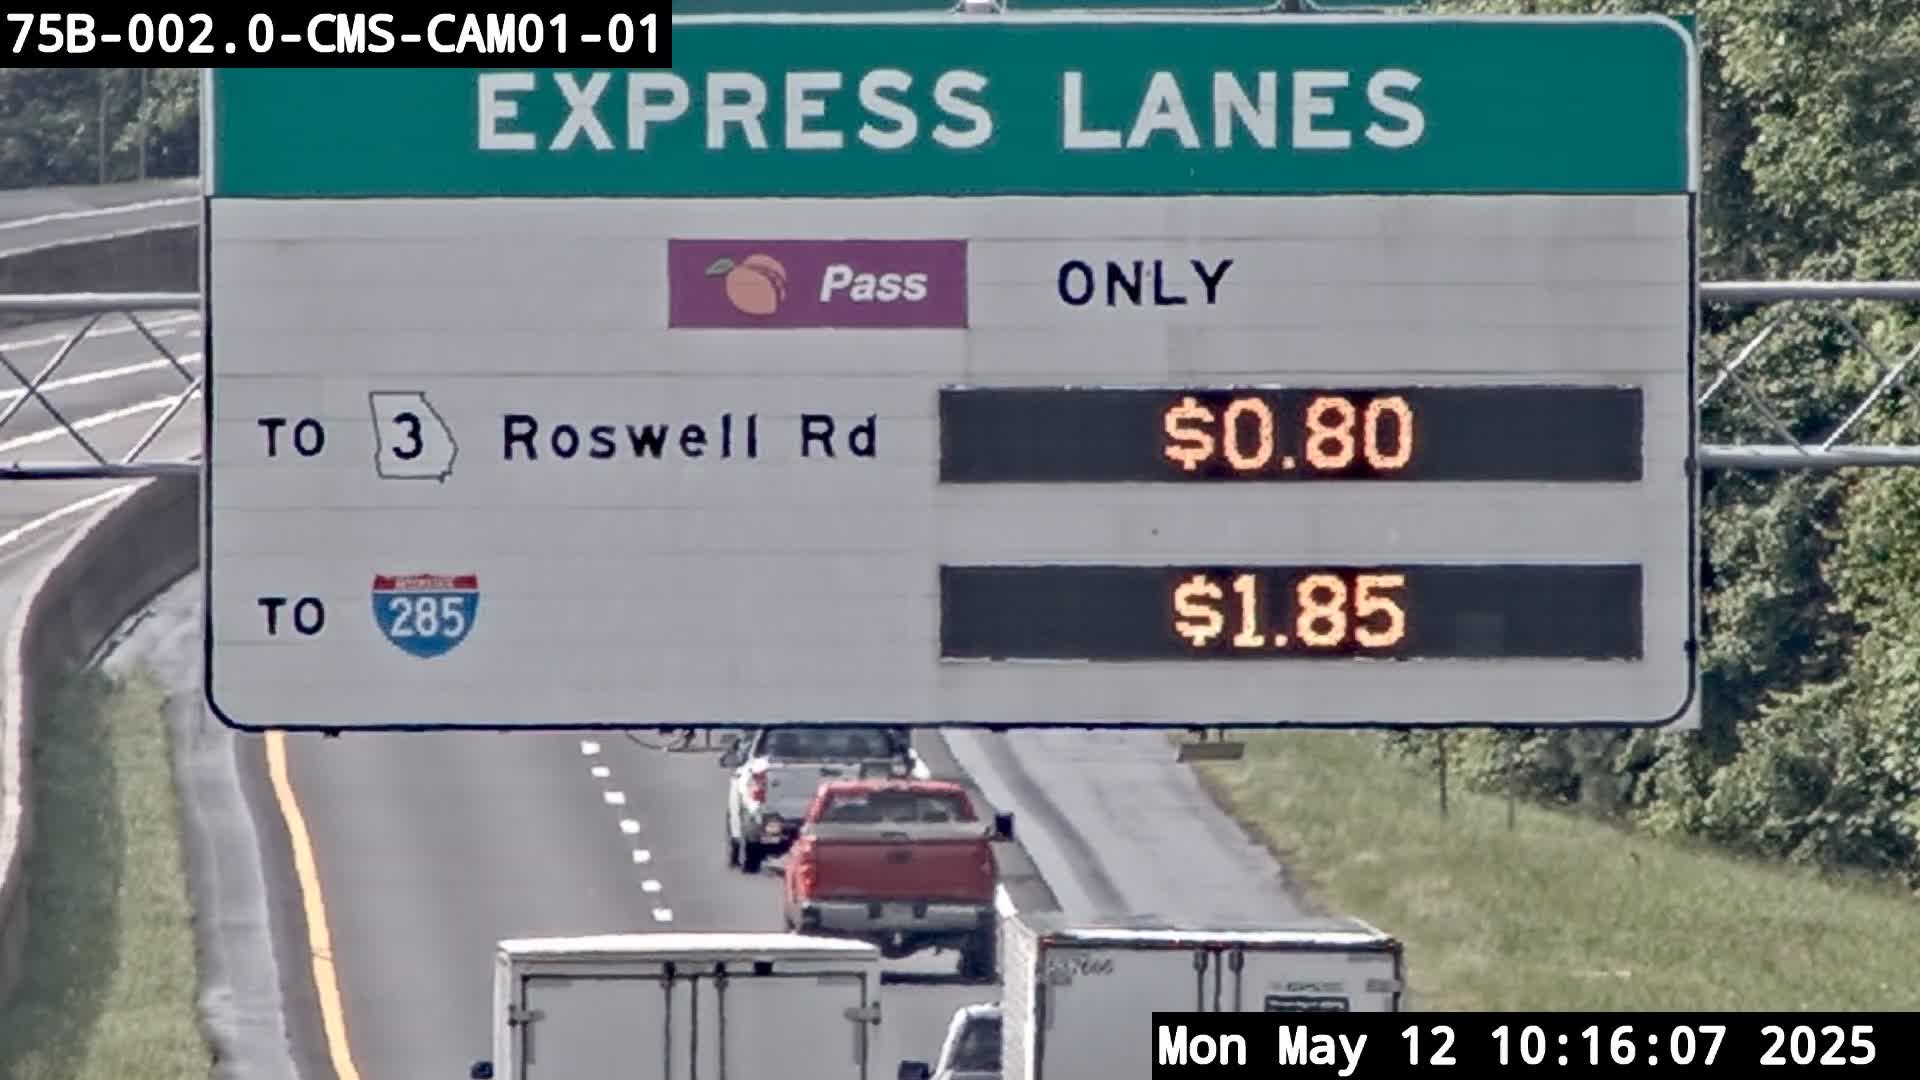 75B-002.0-CMS-CAM01-01
EXPRESS LANES
Pass ONLY
TO 3 Roswell Rd $0.80
TO 285 $1.85
Mon May 12 10:16:07 2025